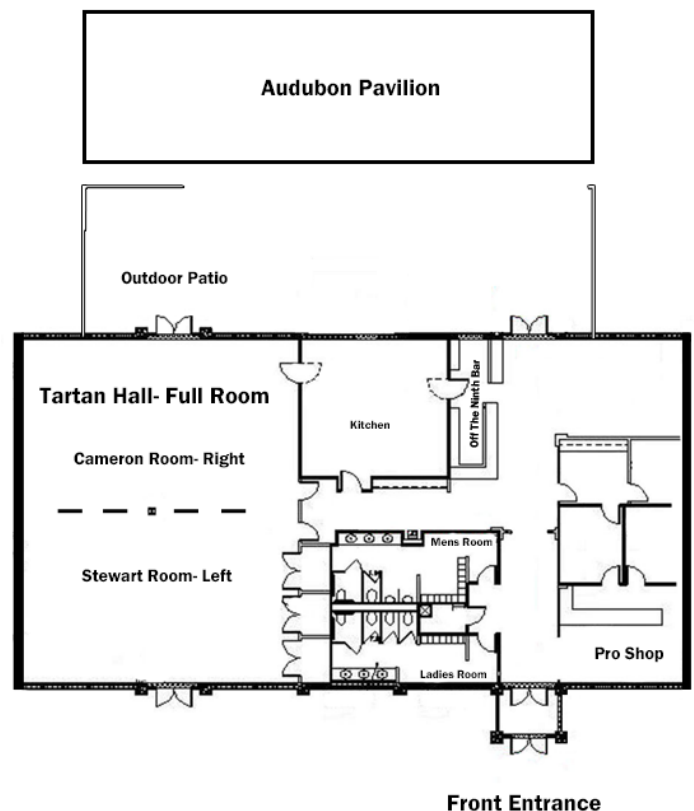 Audubon Pavilion
Outdoor Patio
Tartan Hall- Full Room
Off The Ninth Bar
Kitchen
Cameron Room- Right
Mens Room
Stewart Room- Left
Pro Shop
Ladies Room
Front Entrance